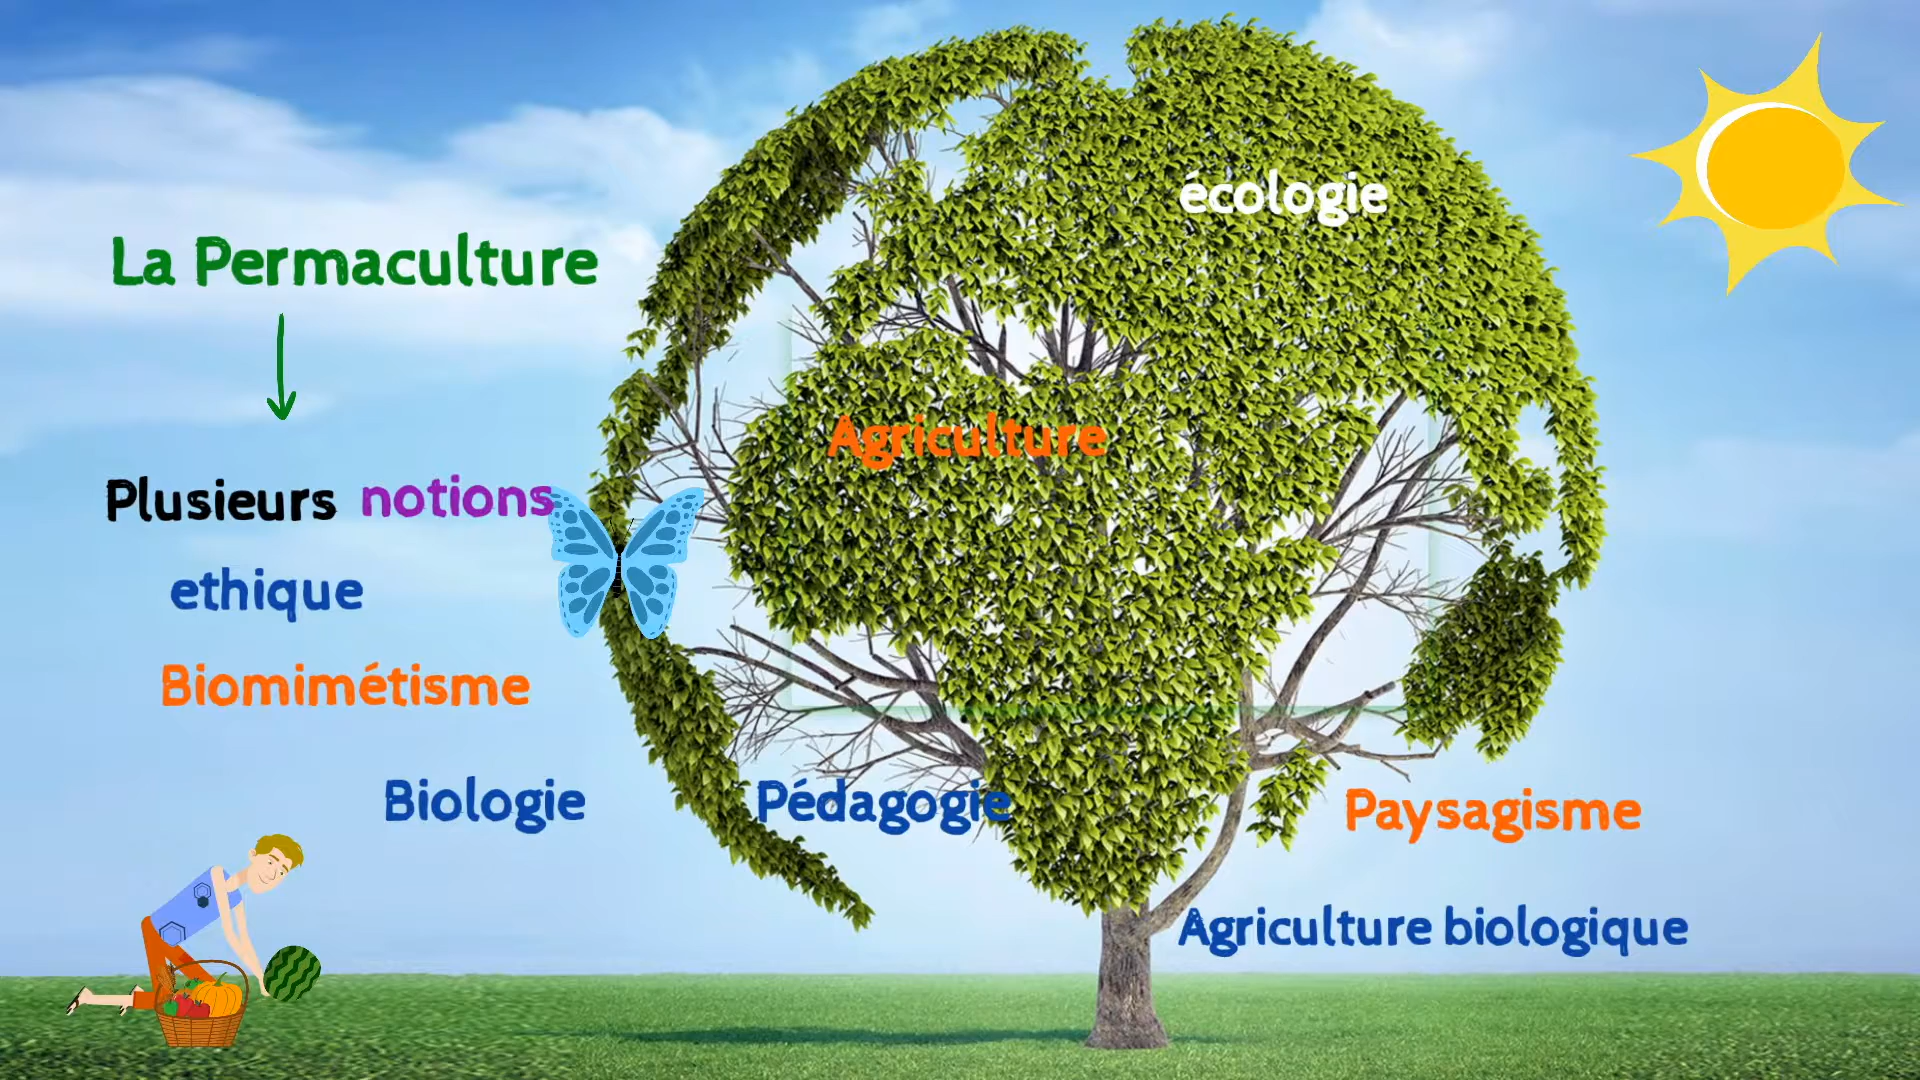 écologie
La Permaculture
Agriculture
Plusieurs notions
ethique
Biomimétisme
Biologie
Pédagogie
Paysagisme
Agriculture biologique